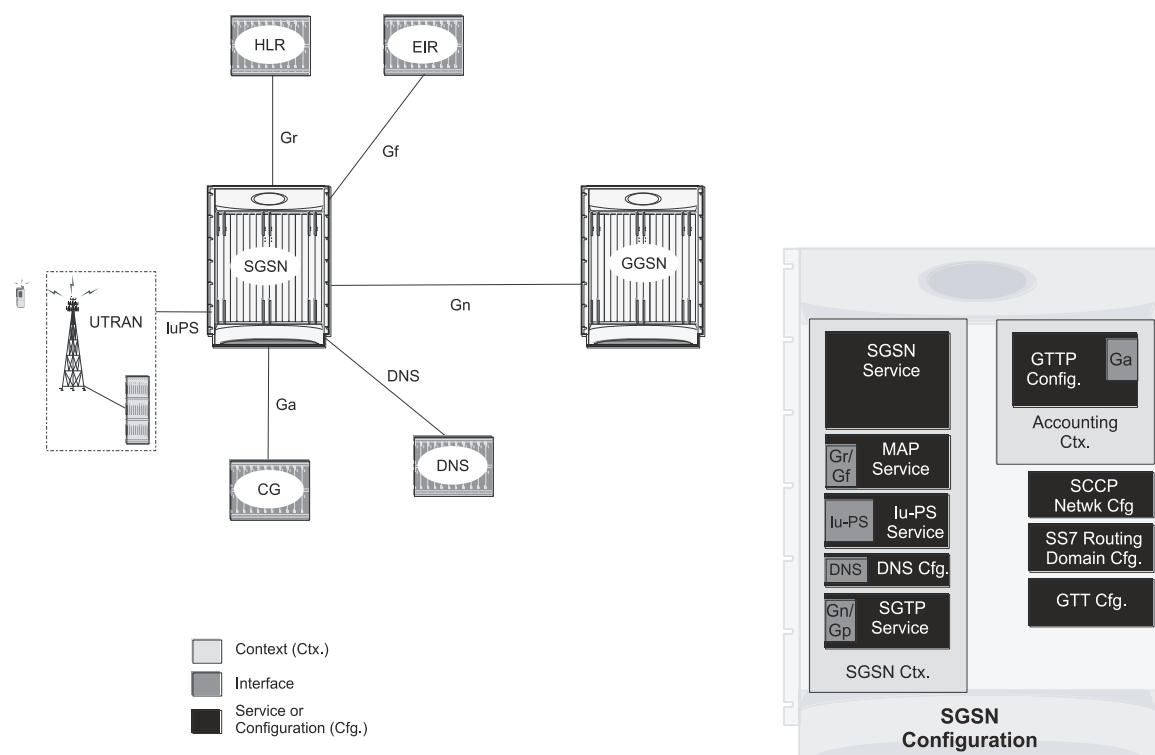 HLR
EIR
Gr
Gf
SGSN
GGSN
Gn
UTRAN
IuPS
DNS
Ga
DNS
CG
Context (Ctx.)
Interface
Service or
Configuration (Cfg.)
SGSN
Service
Gr/
Gf
MAP
Service
Iu-PS
Iu-PS
Service
DNS
DNS Cfg.
Gn/
Gp
SGTP
Service
SGSN Ctx.
GTTP
Config.
Ga
Accounting
Ctx.
SCCP
Netwk Cfg
SS7 Routing
Domain Cfg.
GTT Cfg.
SGSN
Configuration